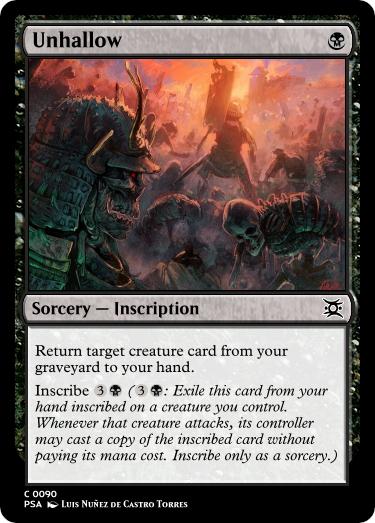 Unhallow
Sorcery — Inscription
Return target creature card from your
graveyard to your hand.
Inscribe 3 (3: Exile this card from your
hand inscribed on a creature you control.
Whenever that creature attacks, its controller
may cast a copy of the inscribed card without
paying its mana cost. Inscribe only as a sorcery.)
C 0090
PSA Luis Nuñez de Castro Torres